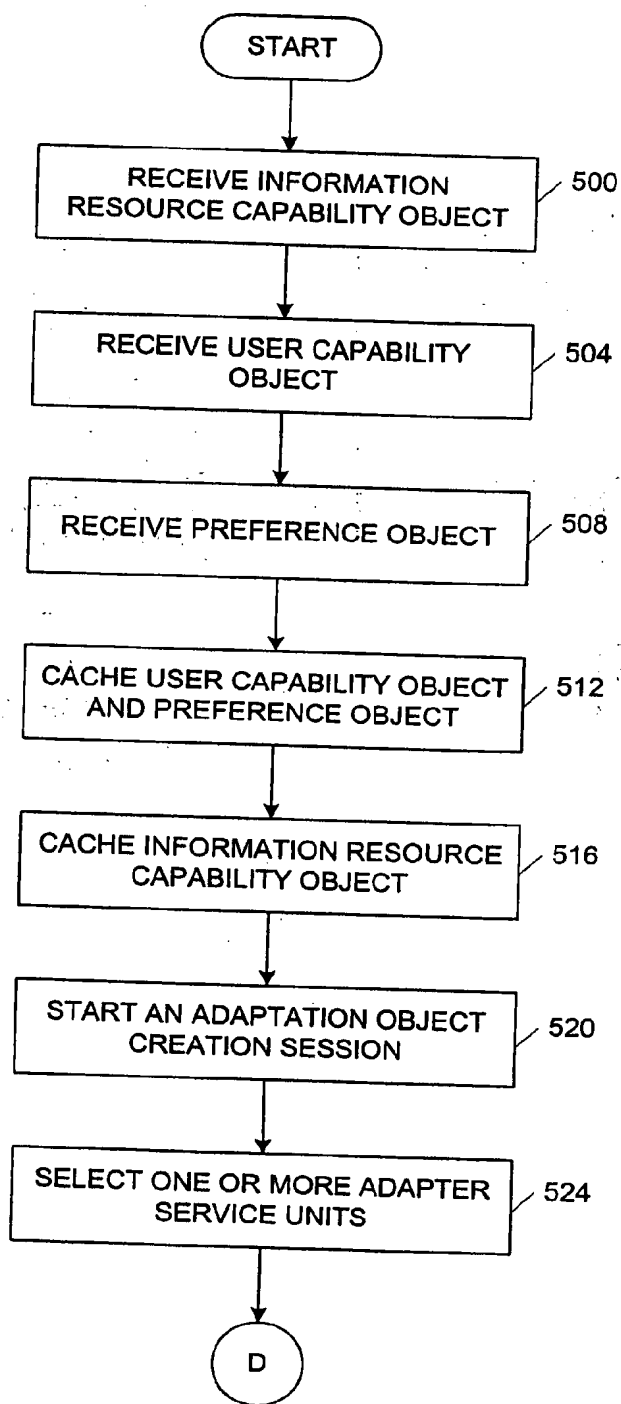 START
RECEIVE INFORMATION
RESOURCE CAPABILITY OBJECT
500
RECEIVE USER CAPABILITY
OBJECT
504
RECEIVE PREFERENCE OBJECT
508
CACHE USER CAPABILITY OBJECT
AND PREFERENCE OBJECT
512
CACHE INFORMATION RESOURCE
CAPABILITY OBJECT
516
START AN ADAPTATION OBJECT
CREATION SESSION
520
SELECT ONE OR MORE ADAPTER
SERVICE UNITS
524
D